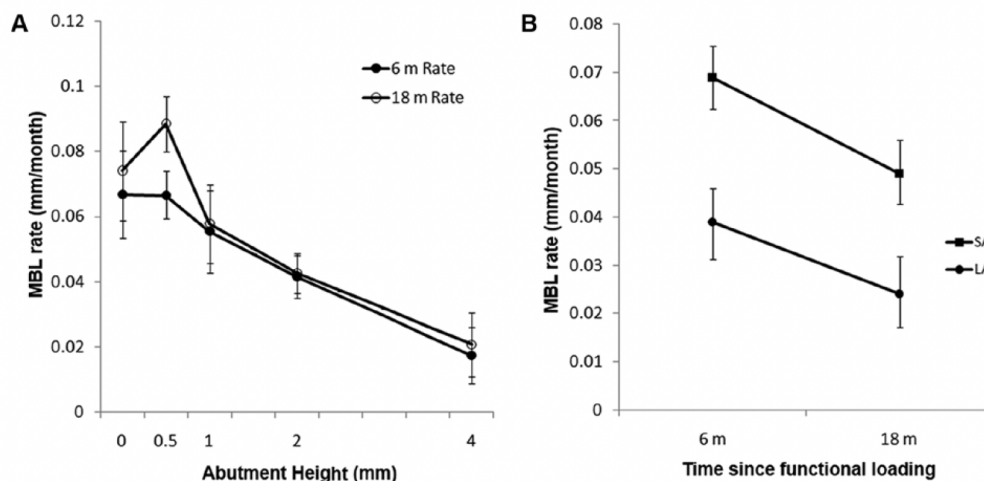 A
MBL rate (mm/month)
0.12
0.1
0.08
0.06
0.04
0.02
0
6 m Rate
18 m Rate
0 0.5 1 2 4
Abutment Height (mm)
B
MBL rate (mm/month)
0.08
0.07
0.06
0.05
0.04
0.03
0.02
0.01
0
6 m 18 m
Time since functional loading